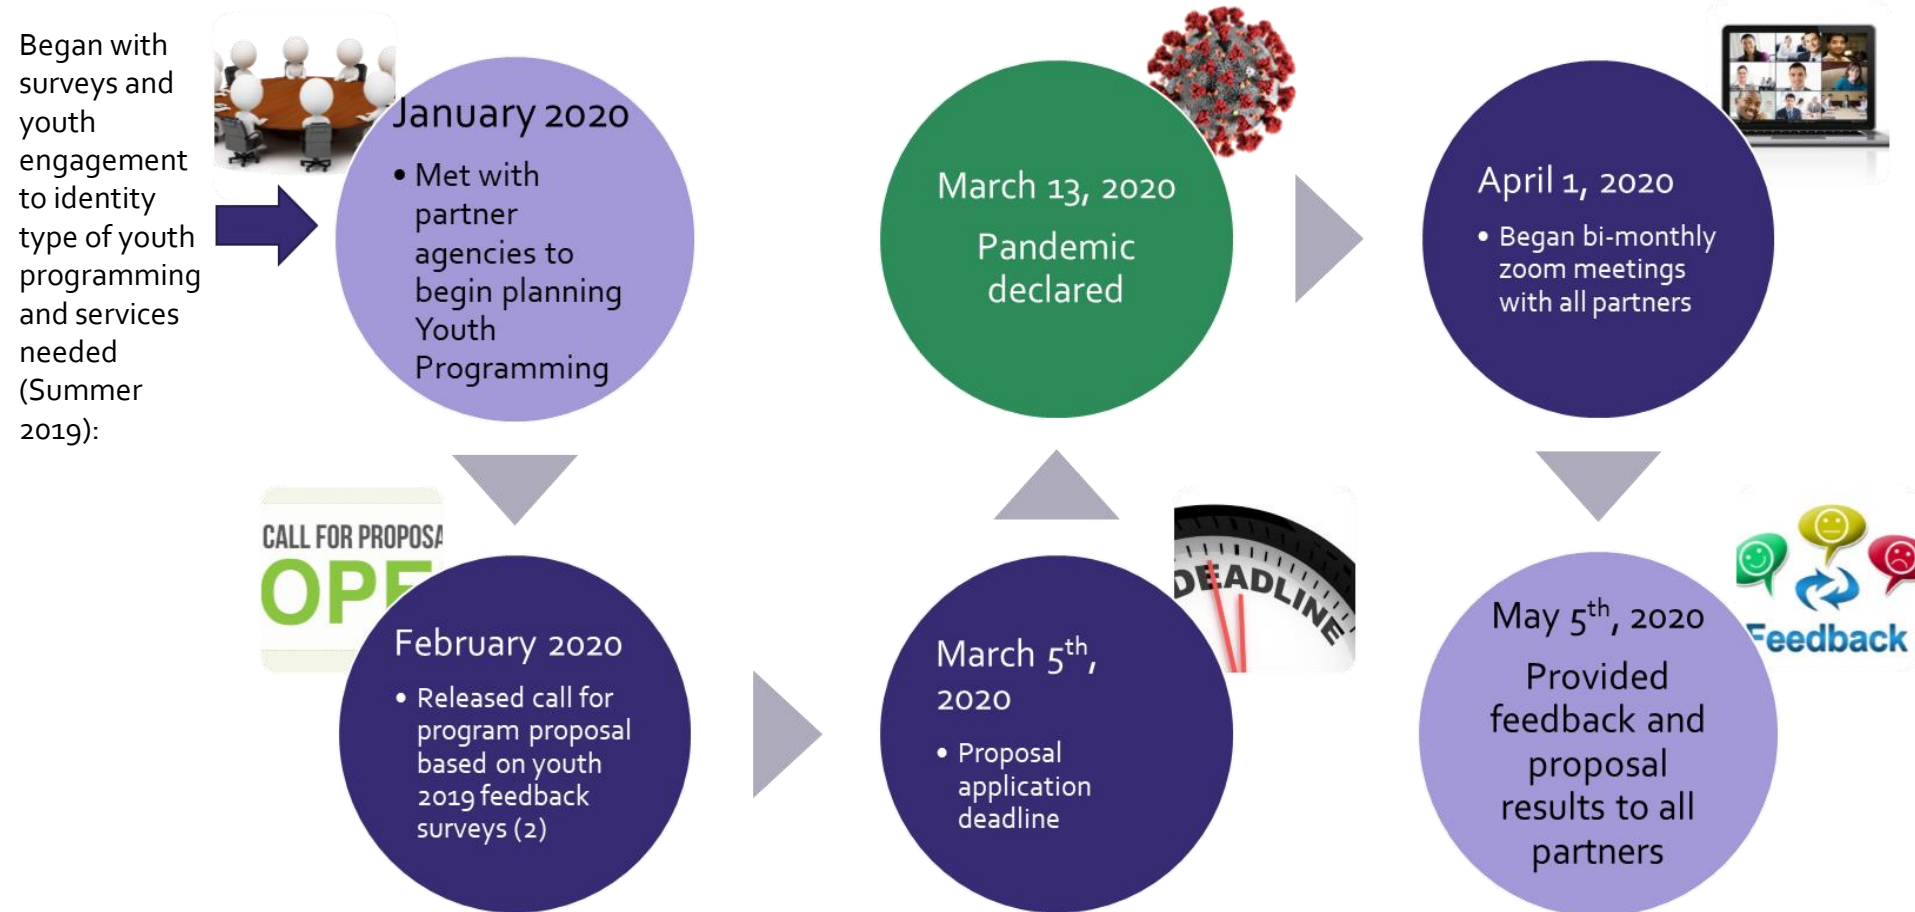 Began with
surveys and
youth
engagement
to identity
type of youth
programming
and services
needed
(Summer
2019):
January 2020
• Met with
partner
agencies to
begin planning
Youth
Programming
CALL FOR PROPOSA
OPE
February 2020
• Released call for
program proposal
based on youth
2019 feedback
surveys (2)
DEADLINE
March 5th,
2020
• Proposal
application
deadline
March 13, 2020
Pandemic
declared
April 1, 2020
• Began bi-monthly
zoom meetings
with all partners
Feedback
May 5th, 2020
Provided
feedback and
proposal
results to all
partners